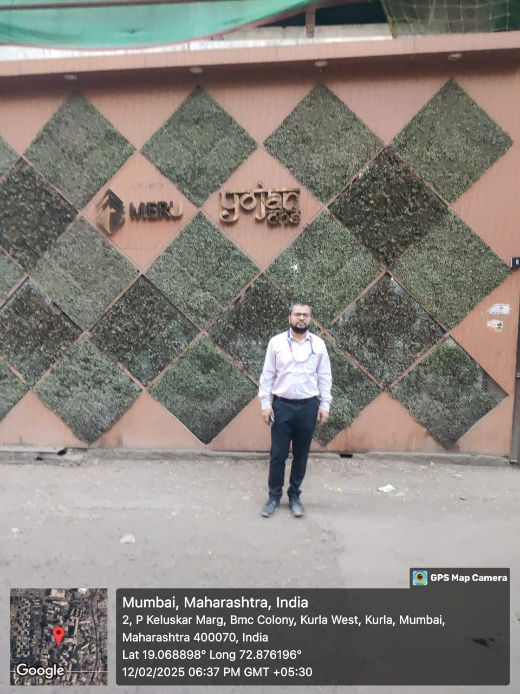 MERU
yojan
one
GPS Map Camera
Mumbai, Maharashtra, India
2, P Keluskar Marg, Bmc Colony, Kurla West, Kurla, Mumbai,
Maharashtra 400070, India
Lat 19.068898° Long 72.876196°
12/02/2025 06:37 PM GMT +05:30
Google